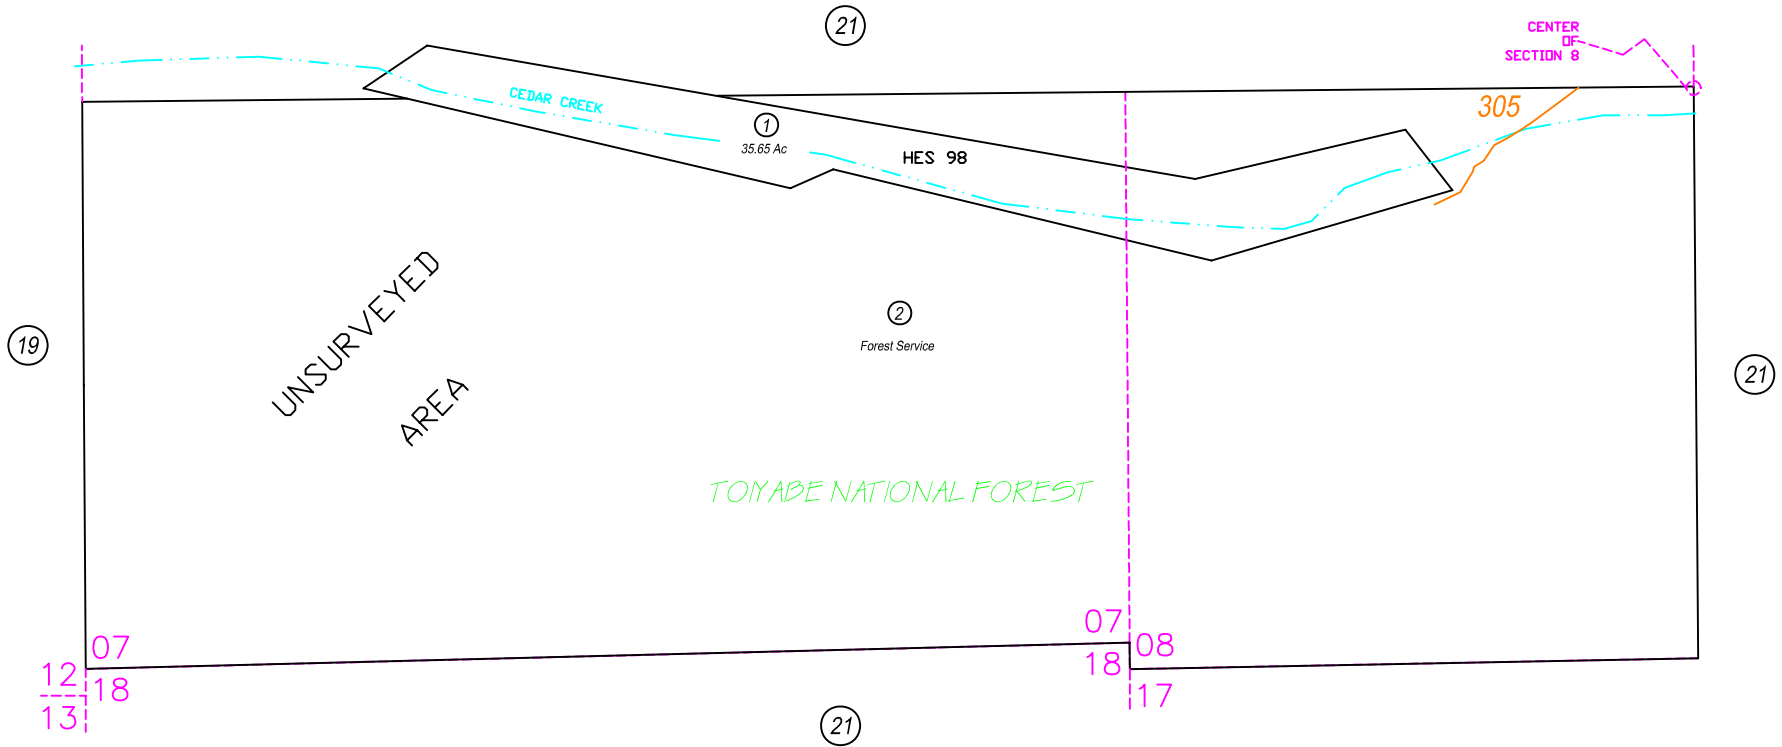 21
CENTER
OF
SECTION 8
305
CEDAR CREEK
1
35.65 Ac
HES 98
UNSURVEYED
AREA
2
Forest Service
19
21
TOIYABE NATIONAL FOREST
07
07
08
12
18
18
17
13
21